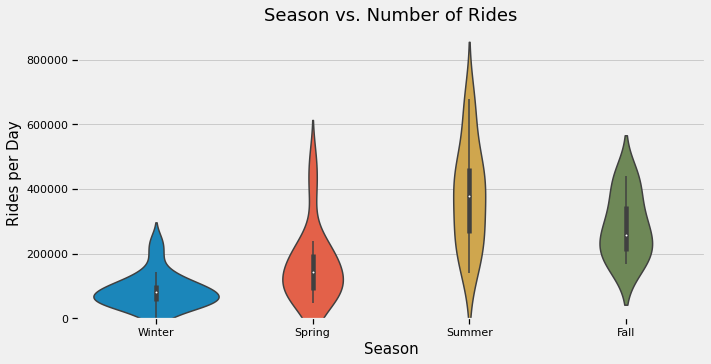 Season vs. Number of Rides
800000
600000
400000
200000
0
Rides per Day
Winter Spring Summer Fall
Season